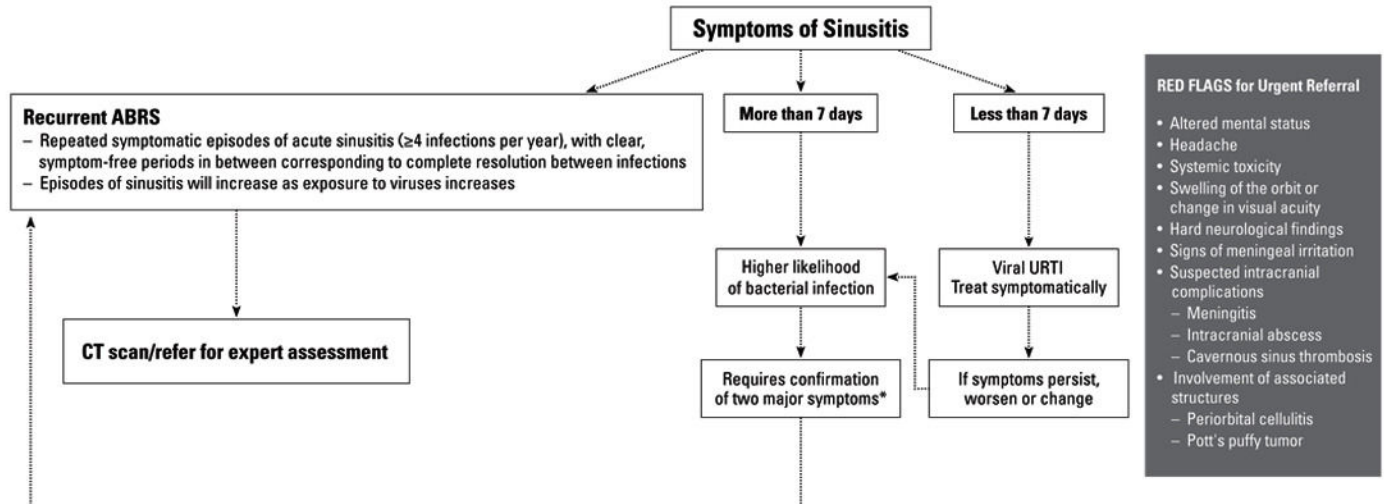 Symptoms of Sinusitis
Recurrent ABRS
– Repeated symptomatic episodes of acute sinusitis (≥4 infections per year), with clear,
symptom-free periods in between corresponding to complete resolution between infections
– Episodes of sinusitis will increase as exposure to viruses increases
More than 7 days
Less than 7 days
Higher likelihood
of bacterial infection
Viral URTI
Treat symptomatically
CT scan/refer for expert assessment
Requires confirmation
of two major symptoms*
If symptoms persist,
worsen or change
RED FLAGS for Urgent Referral
• Altered mental status
• Headache
• Systemic toxicity
• Swelling of the orbit or
change in visual acuity
• Hard neurological findings
• Signs of meningeal irritation
• Suspected intracranial
complications
– Meningitis
– Intracranial abscess
– Cavernous sinus thrombosis
• Involvement of associated
structures
– Periorbital cellulitis
– Pott's puffy tumor